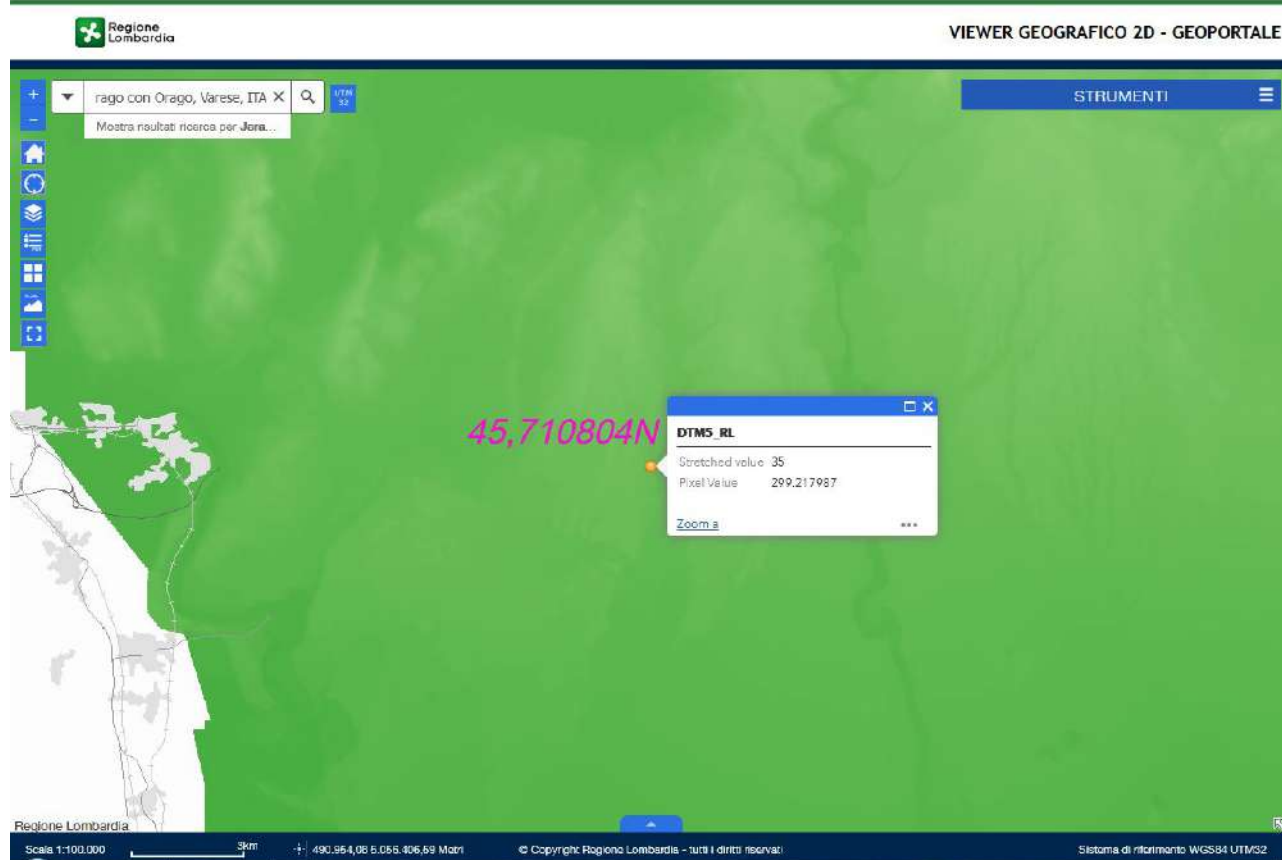 Regione
Lombardia
VIEWER GEOGRAFICO 2D - GEOPORTALE
+
rago con Orago, Varese, ITA ×
UTM
32
STRUMENTI
−
Mostra risultati ricerca per Jera...
45,710804N
DTM5_RL
Stretched value 35
Pixel Value 299.217987
Zoom a
...
Regione Lombardia
Scala 1:100.000
3km
490.954,08 5.055.406,59 Metri
© Copyright Regione Lombardia - tutti i diritti riservati
Sistema di riferimento WGS84 UTM32